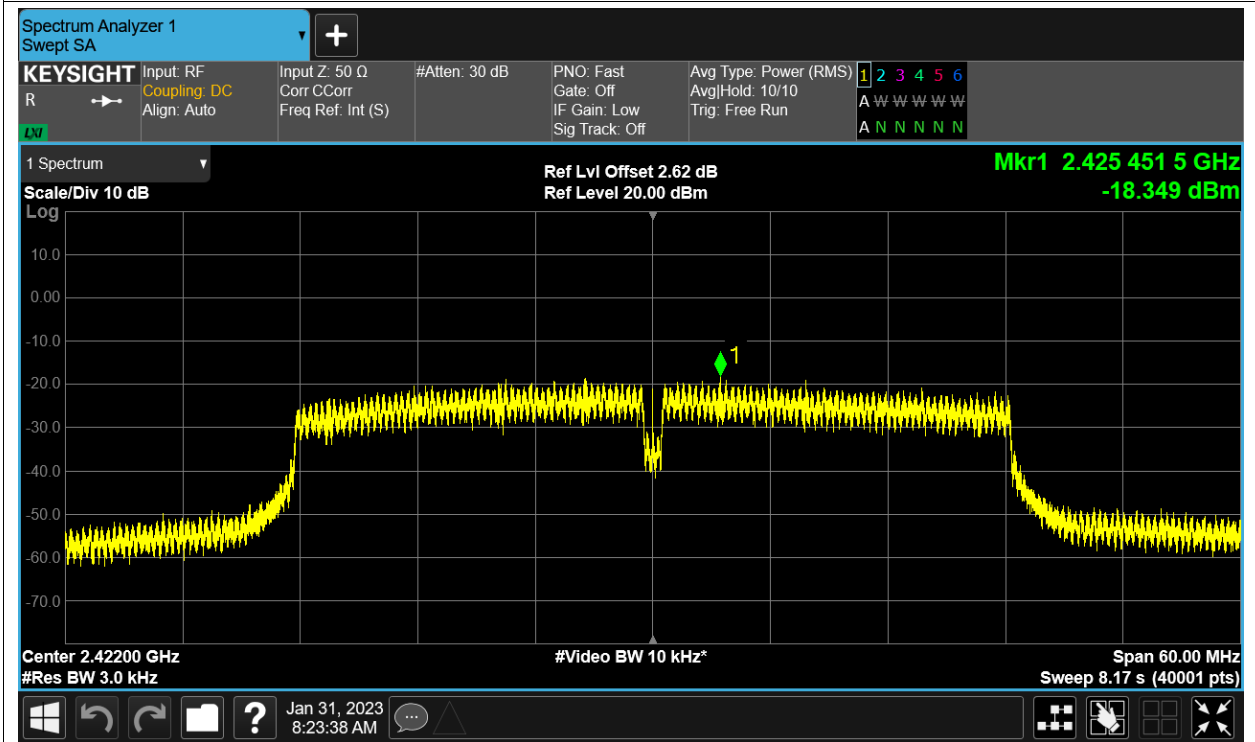 Spectrum Analyzer 1
Swept SA
+
KEYSIGHT
R
LXI
Input: RF
Coupling: DC
Align: Auto
Input Z: 50 Ω
Corr CCorr
Freq Ref: Int (S)
#Atten: 30 dB
PNO: Fast
Gate: Off
IF Gain: Low
Sig Track: Off
Avg Type: Power (RMS)
Avg|Hold: 10/10
Trig: Free Run
1 2 3 4 5 6
A W W W W W
A N N N N N
1 Spectrum
Scale/Div 10 dB
Log
Ref Lvl Offset 2.62 dB
Ref Level 20.00 dBm
Mkr1 2.425 451 5 GHz
-18.349 dBm
10.0
0.00
-10.0
1
-20.0
-30.0
-40.0
-50.0
-60.0
-70.0
Center 2.42200 GHz
#Res BW 3.0 kHz
#Video BW 10 kHz*
Span 60.00 MHz
Sweep 8.17 s (40001 pts)
?
Jan 31, 2023
8:23:38 AM